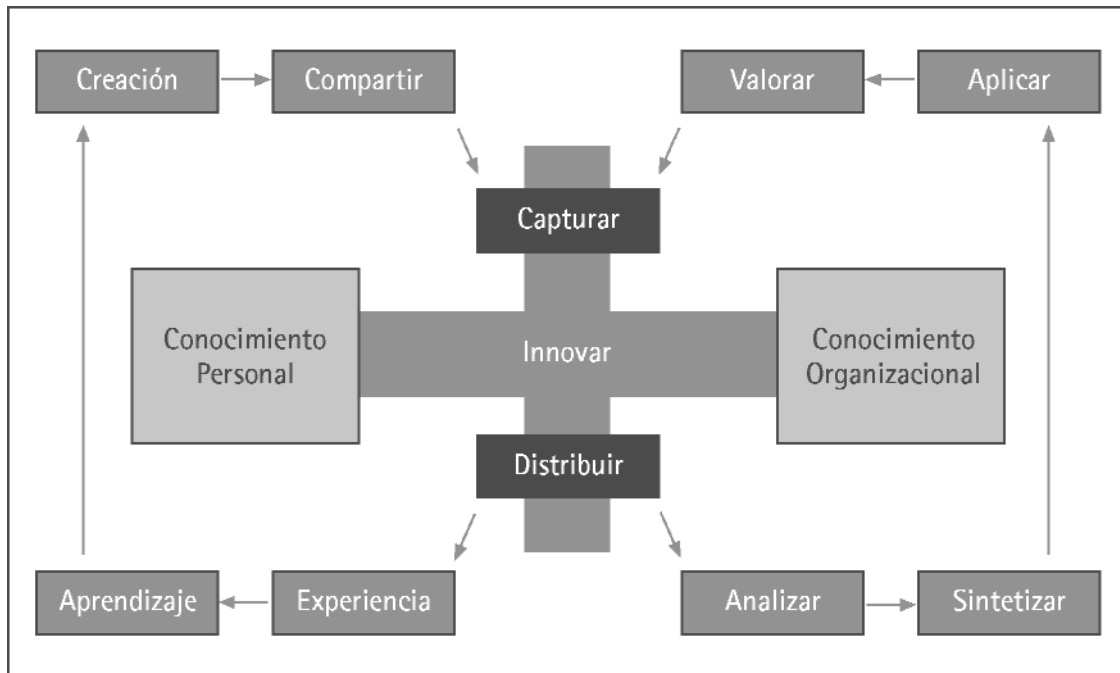 Creación
Compartir
Valorar
Aplicar
Capturar
Conocimiento
Personal
Innovar
Conocimiento
Organizacional
Distribuir
Aprendizaje
Experiencia
Analizar
Sintetizar